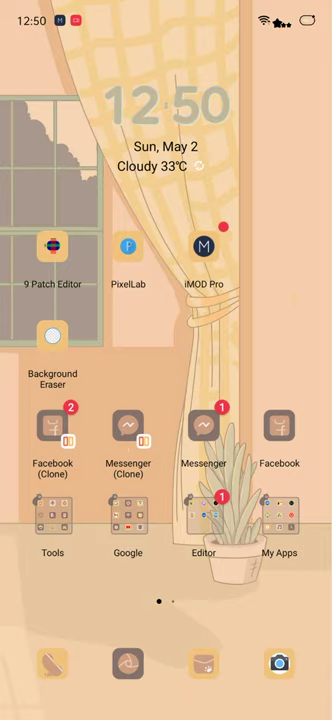 12:50
12:50
Sun, May 2
Cloudy 33°C
9 Patch Editor
PixelLab
iMOD Pro
Background
Eraser
2
1
Facebook
(Clone)
Messenger
(Clone)
Messenger
Facebook
1
Tools
Google
Editor
My Apps